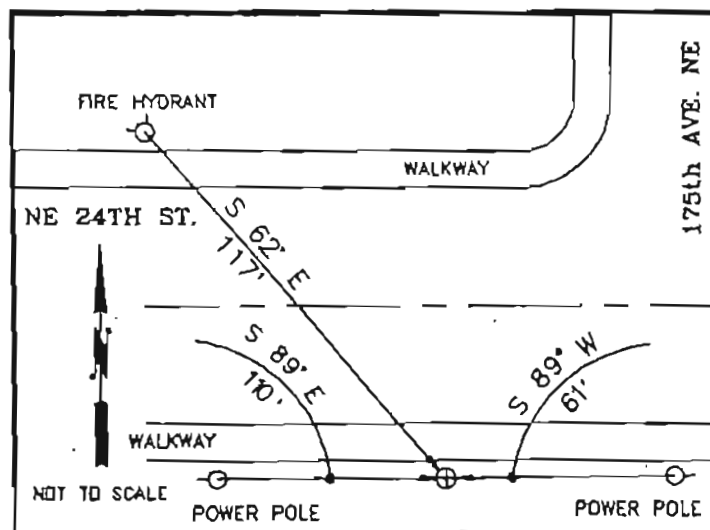 FIRE HYDRANT
WALKWAY
175th AVE. NE
NE 24TH ST.
S 62' E
117'
S 89' E
110'
S 89° W
61'
WALKWAY
NOT TO SCALE
POWER POLE
POWER POLE